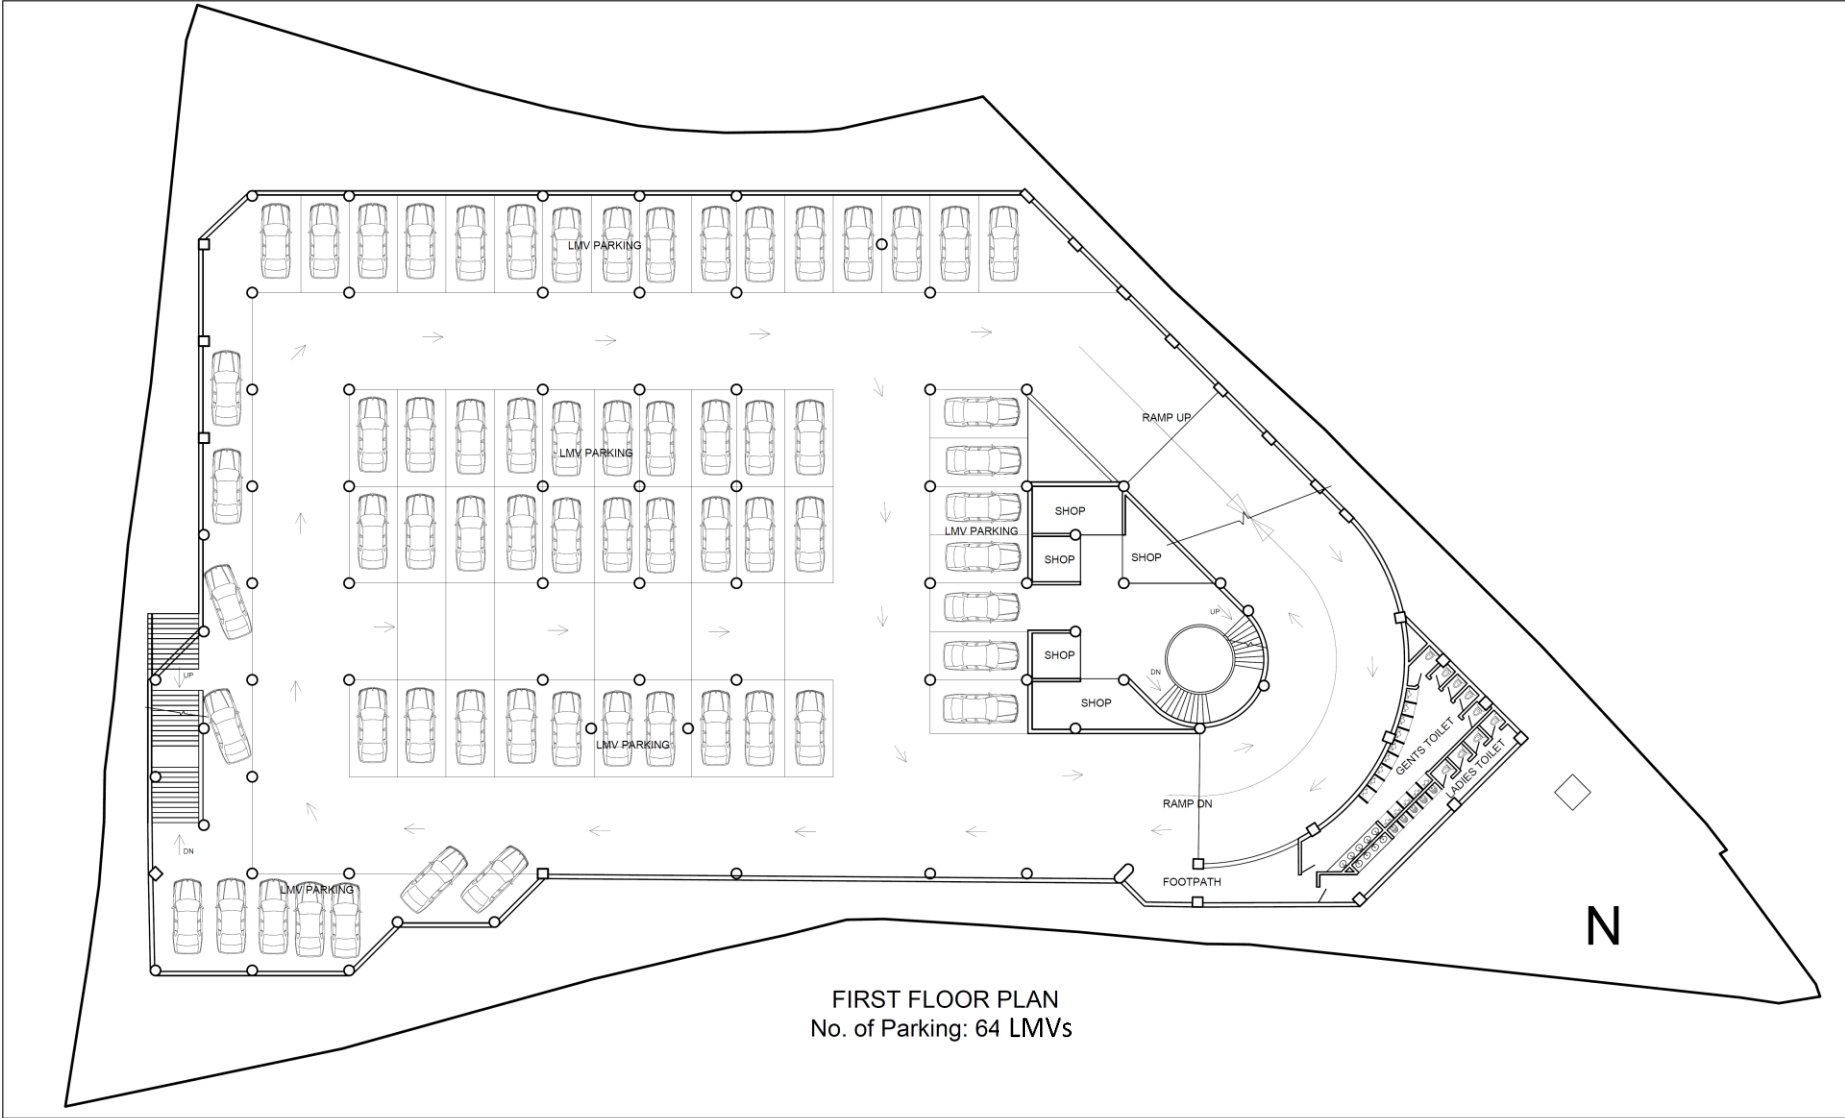 LMV PARKING
RAMP UP
LMV PARKING
SHOP
LMV PARKING
SHOP
SHOP
UP
SHOP
DN
UP
SHOP
GENTS TOILET
LADIES TOILET
LMV PARKING
RAMP DN
DN
FOOTPATH
LMV PARKING
N
FIRST FLOOR PLAN
No. of Parking: 64 LMVs